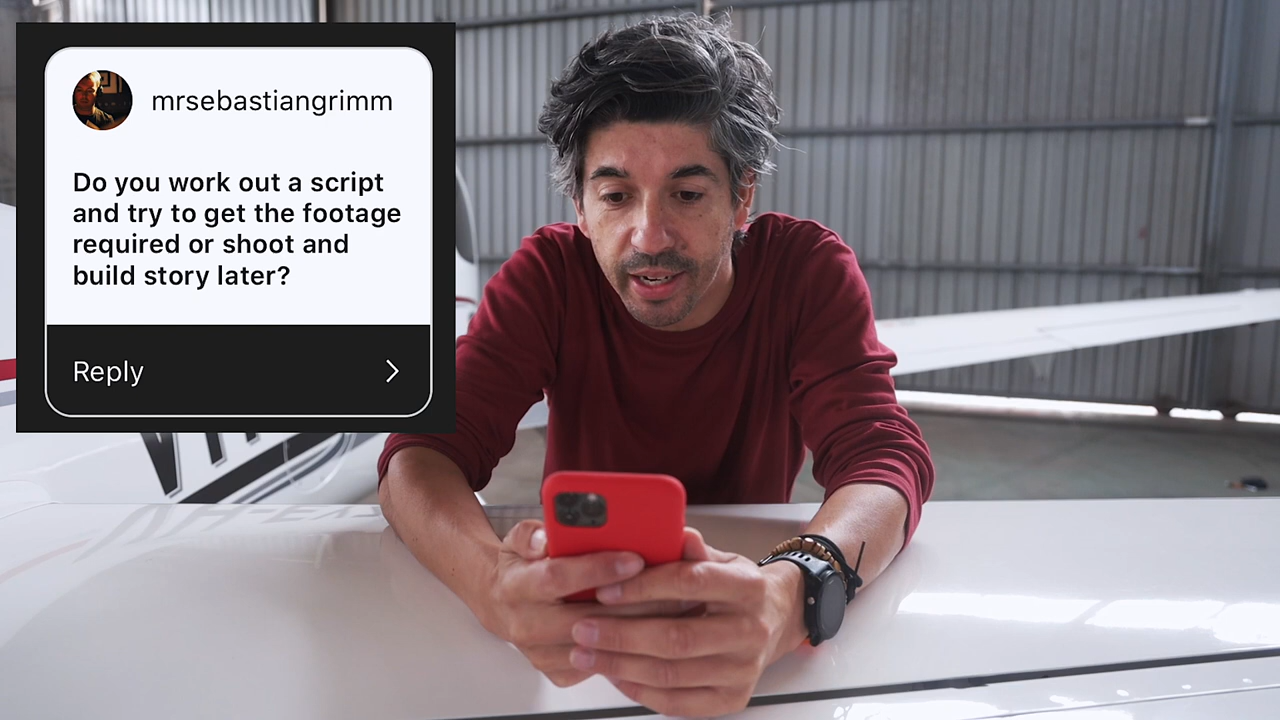 mrsebastiangrimm
Do you work out a script
and try to get the footage
required or shoot and
build story later?
Reply